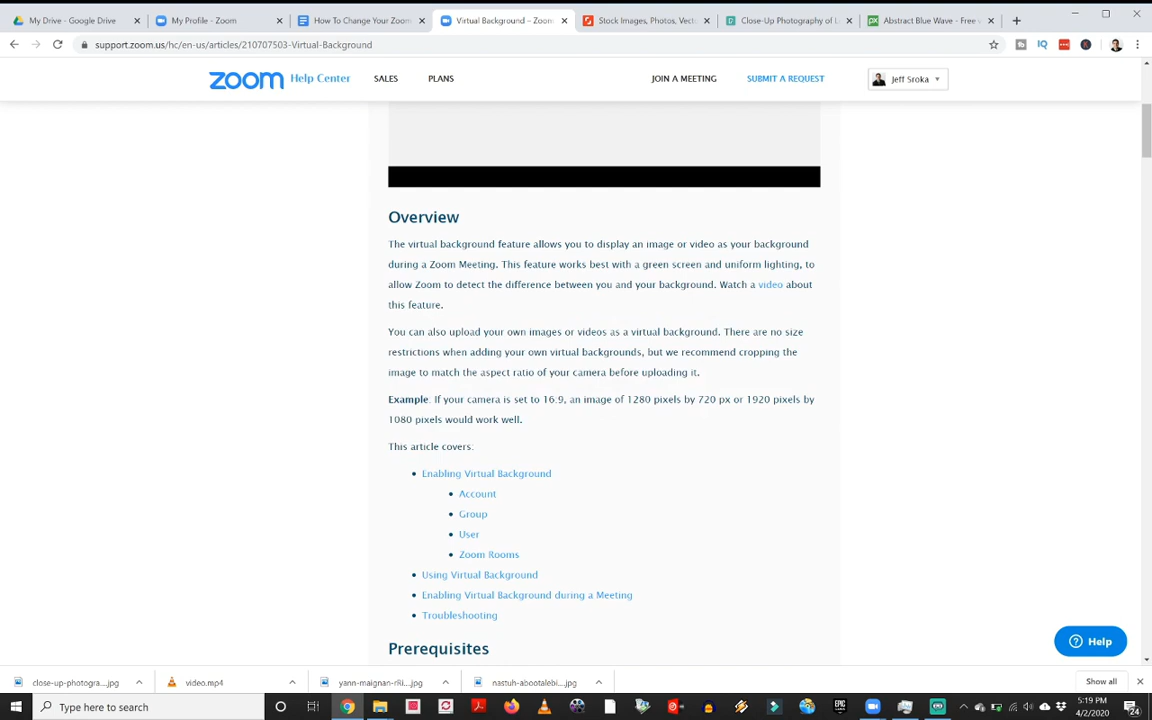 My Drive - Google Drive
My Profile - Zoom
How To Change Your Zoom
Virtual Background – Zoom
Stock Images, Photos, Vect
Close-Up Photography of L
Abstract Blue Wave - Free v
support.zoom.us/hc/en-us/articles/210707503-Virtual-Background
IQ
zoom Help Center
SALES
PLANS
JOIN A MEETING
SUBMIT A REQUEST
Jeff Sroka
Overview
The virtual background feature allows you to display an image or video as your background
during a Zoom Meeting. This feature works best with a green screen and uniform lighting, to
allow Zoom to detect the difference between you and your background. Watch a video about
this feature.
You can also upload your own images or videos as a virtual background. There are no size
restrictions when adding your own virtual backgrounds, but we recommend cropping the
image to match the aspect ratio of your camera before uploading it.
Example: If your camera is set to 16:9, an image of 1280 pixels by 720 px or 1920 pixels by
1080 pixels would work well.
This article covers:
Enabling Virtual Background
Account
Group
User
Zoom Rooms
Using Virtual Background
Enabling Virtual Background during a Meeting
Troubleshooting
Prerequisites
Help
close-up-photogra....jpg
video.mp4
yann-maignan-rRi....jpg
nastuh-abootalebi....jpg
Show all
Type here to search
5:19 PM
4/2/2020
24